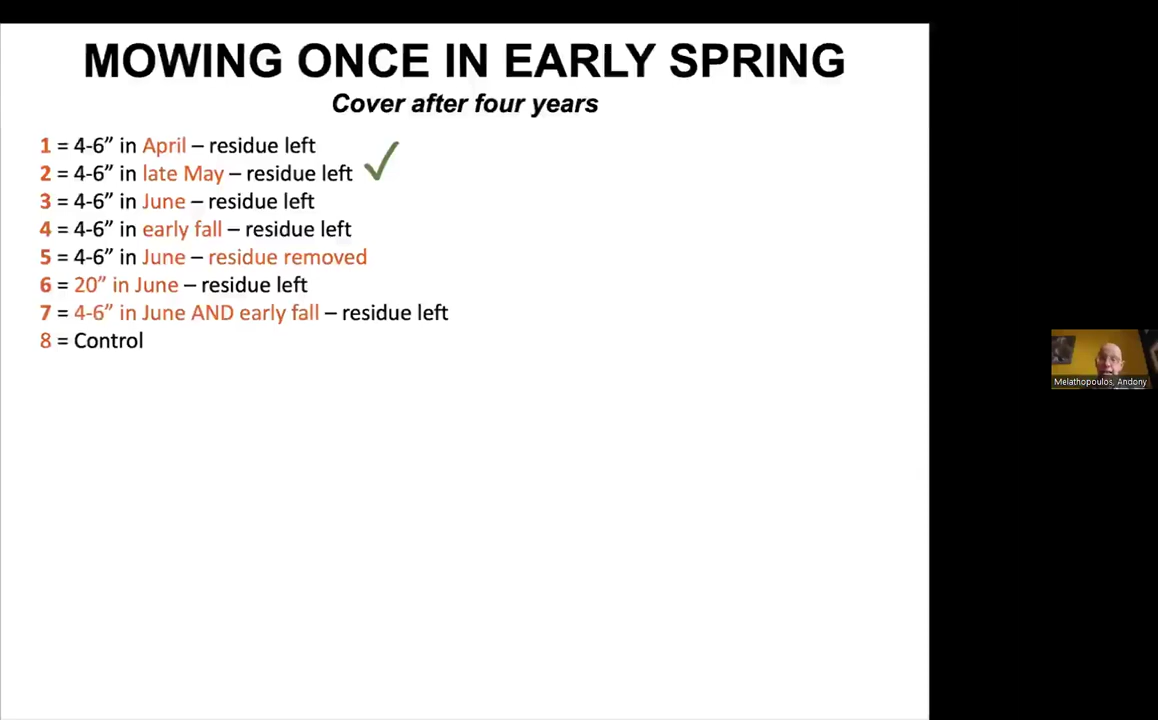 MOWING ONCE IN EARLY SPRING
Cover after four years
1 = 4-6” in April – residue left
2 = 4-6” in late May – residue left
3 = 4-6” in June – residue left
4 = 4-6” in early fall – residue left
5 = 4-6” in June – residue removed
6 = 20” in June – residue left
7 = 4-6” in June AND early fall – residue left
8 = Control
Melathopoulos, Andony